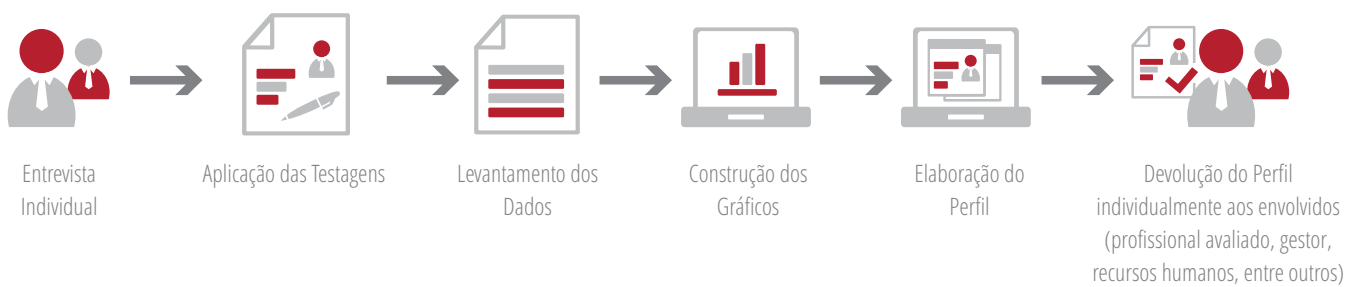 Entrevista
Individual
Aplicação das Testagens
Levantamento dos
Dados
Construção dos
Gráficos
Elaboração do
Perfil
Devolução do Perfil
individualmente aos envolvidos
(profissional avaliado, gestor,
recursos humanos, entre outros)